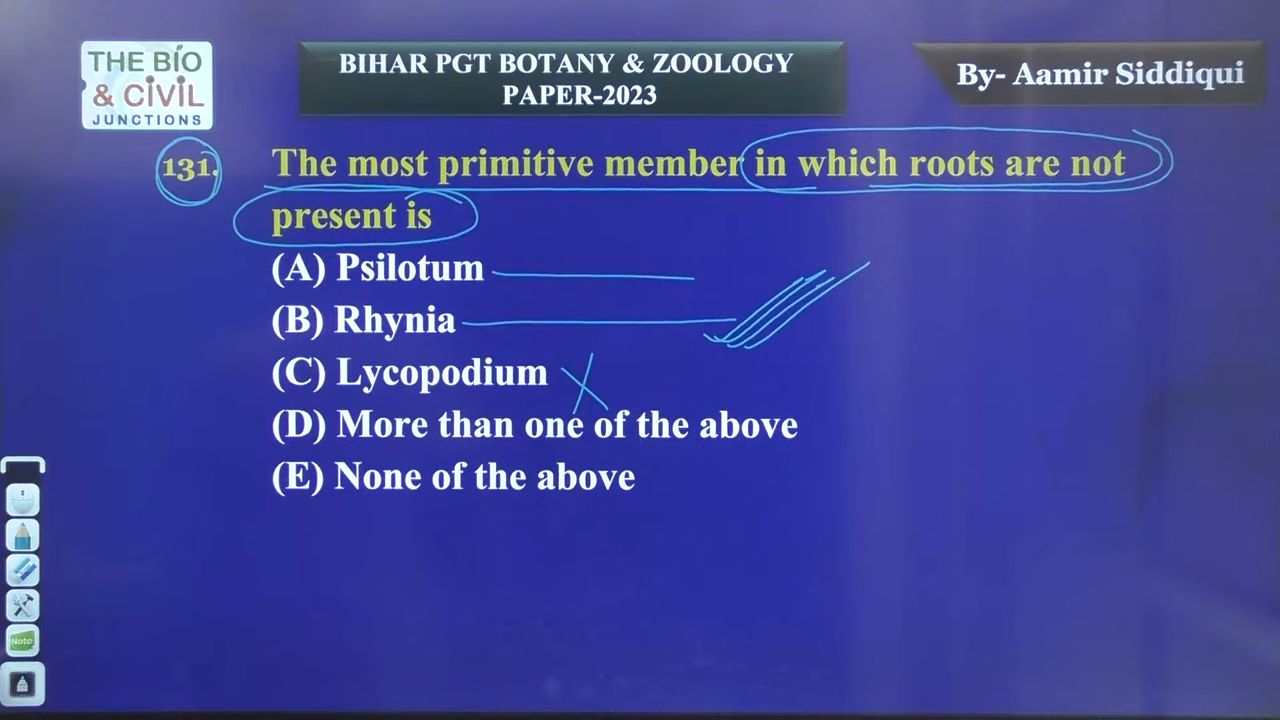 THE BIO
& CIVIL
JUNCTIONS
BIHAR PGT BOTANY & ZOOLOGY
PAPER-2023
By- Aamir Siddiqui
131. The most primitive member in which roots are not
present is
(A) Psilotum
(B) Rhynia
(C) Lycopodium
(D) More than one of the above
(E) None of the above
Note